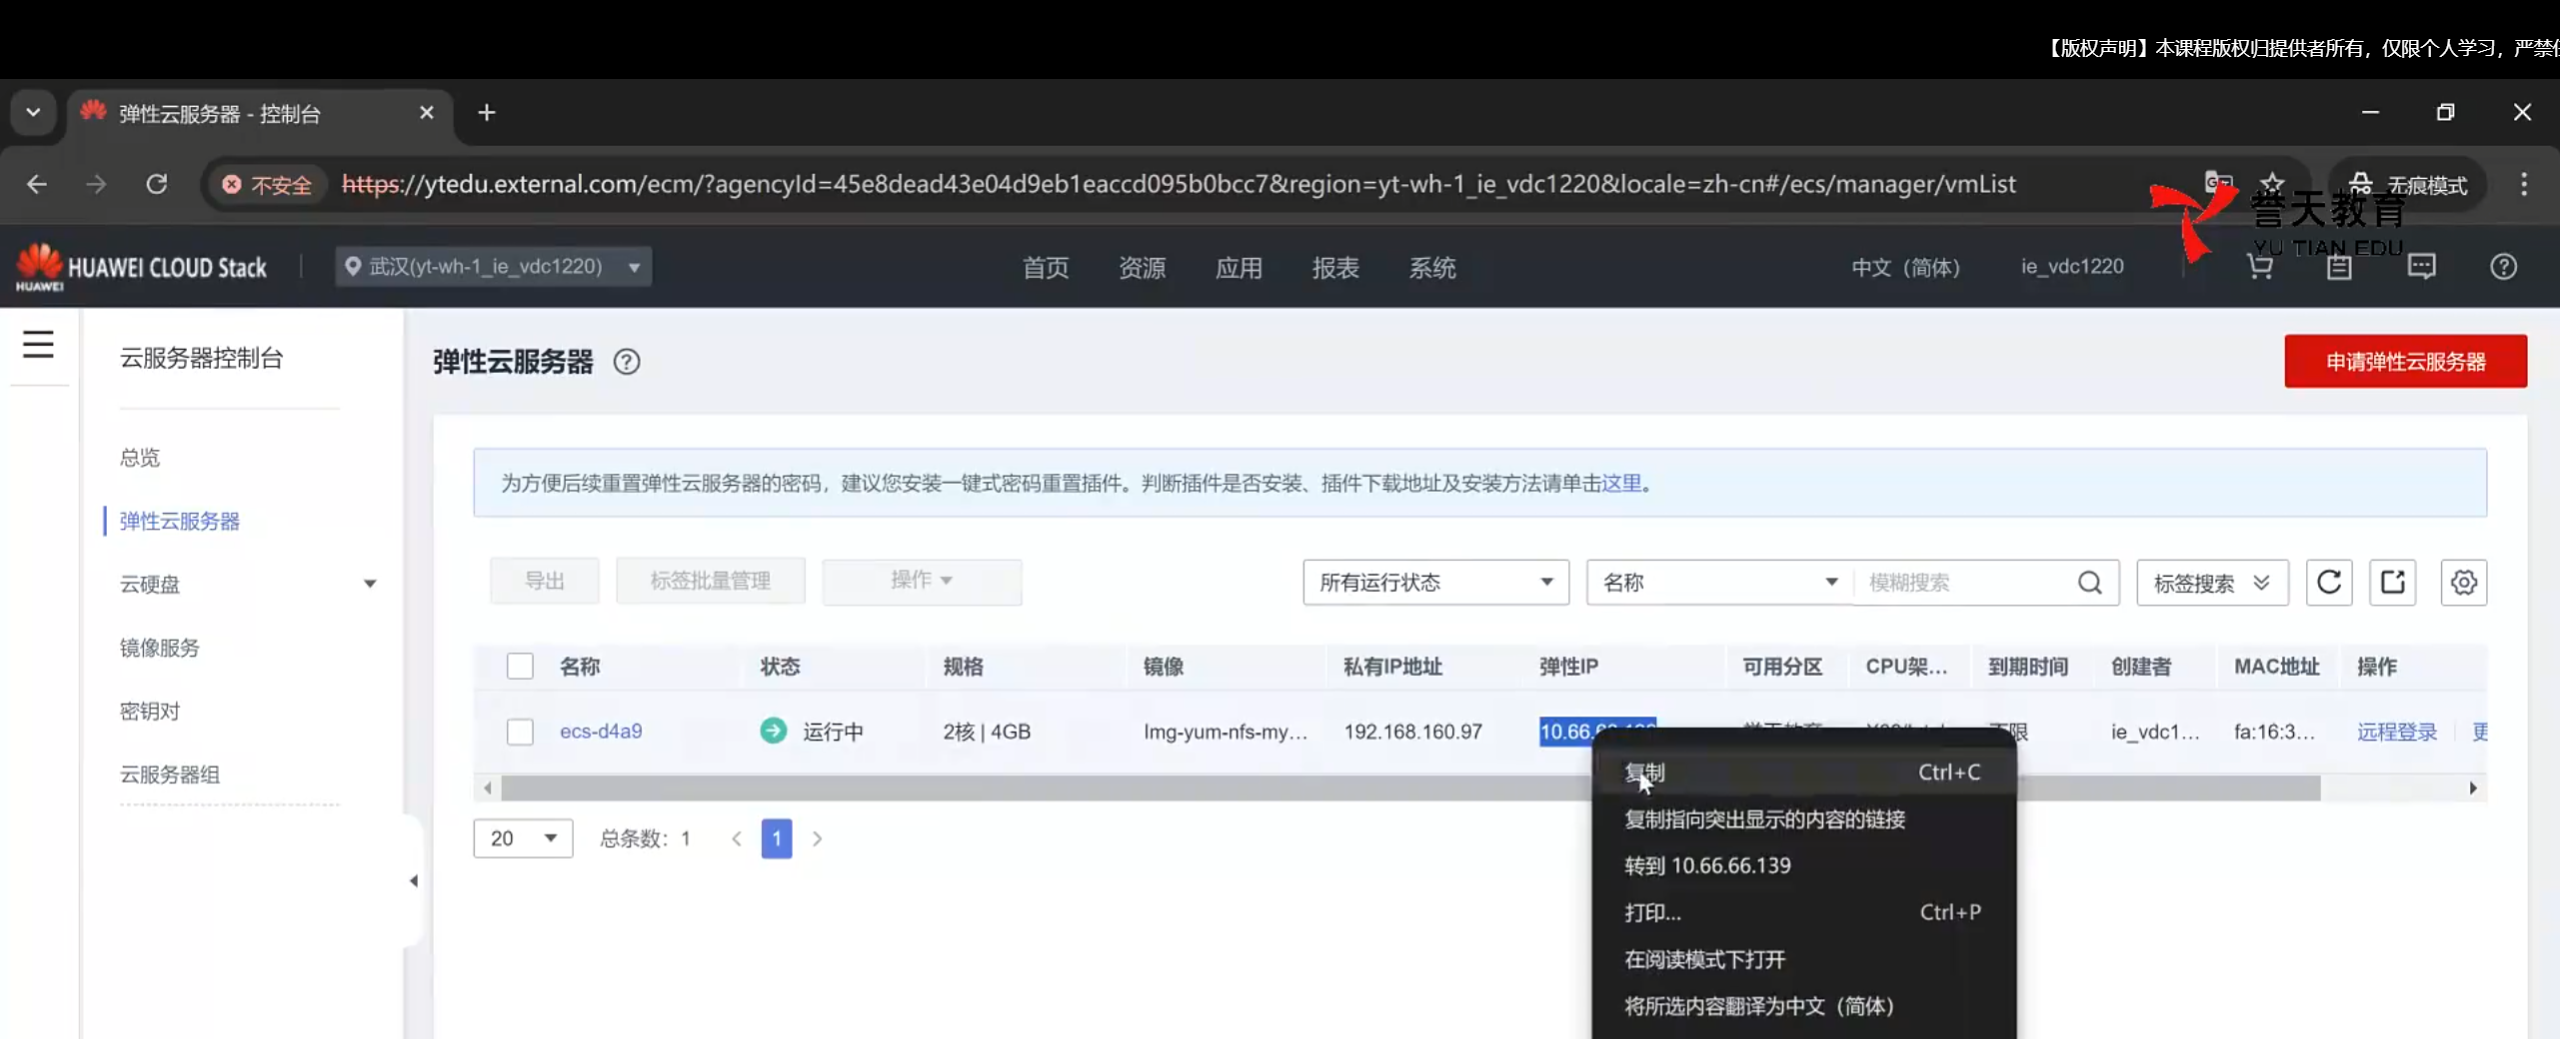 【版权声明】本课程版权归提供者所有，仅限个人学习，严禁
弹性云服务器 - 控制台
不安全 https://ytedu.external.com/ecm/?agencyId=45e8dead43e04d9eb1eaccd095b0bcc7&region=yt-wh-1_ie_vdc1220&locale=zh-cn#/ecs/manager/vmList 无痕模式
誉天教育
YU TIAN EDU
HUAWEI HUAWEI CLOUD Stack 武汉(yt-wh-1_ie_vdc1220) 首页 资源 应用 报表 系统 中文（简体） ie_vdc1220
云服务器控制台
总览
弹性云服务器
云硬盘
镜像服务
密钥对
云服务器组
弹性云服务器
申请弹性云服务器
为方便后续重置弹性云服务器的密码，建议您安装一键式密码重置插件。判断插件是否安装、插件下载地址及安装方法请单击这里。
导出 标签批量管理 操作 所有运行状态 名称 模糊搜索 标签搜索
名称 状态 规格 镜像 私有IP地址 弹性IP 可用分区 CPU架... 到期时间 创建者 MAC地址 操作
ecs-d4a9 运行中 2核 | 4GB Img-yum-nfs-my... 192.168.160.97 10.66. 限 ie_vdc1... fa:16:3... 远程登录 更
20 总条数：1 1
复制 Ctrl+C
复制指向突出显示的内容的链接
转到 10.66.66.139
打印... Ctrl+P
在阅读模式下打开
将所选内容翻译为中文（简体）